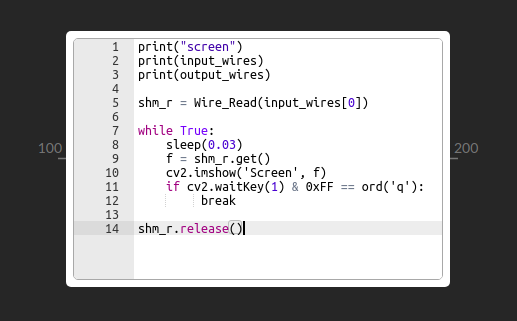 1 print("screen")
2 print(input_wires)
3 print(output_wires)
4
5 shm_r = Wire_Read(input_wires[0])
6
7 while True:
8     sleep(0.03)
9     f = shm_r.get()
10     cv2.imshow('Screen', f)
11     if cv2.waitKey(1) & 0xFF == ord('q'):
12         break
13
14 shm_r.release()
100
200